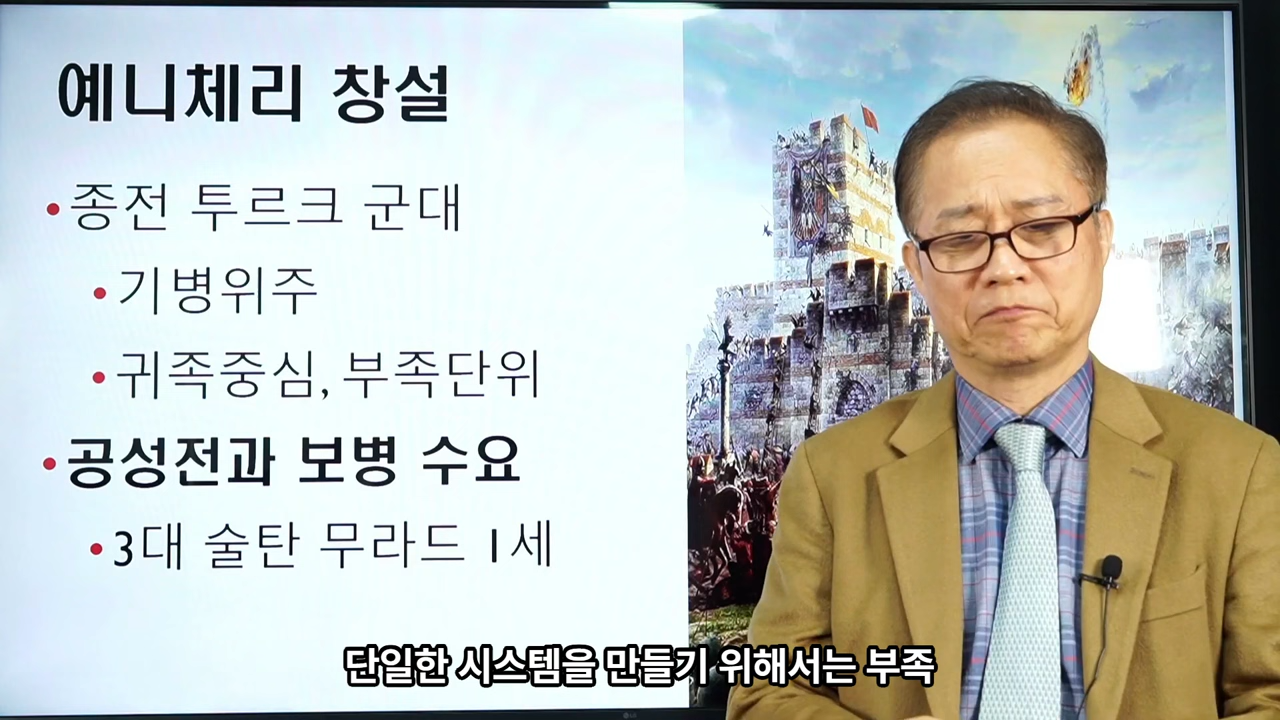 예니체리 창설
• 종전 투르크 군대
• 기병위주
• 귀족중심, 부족단위
• 공성전과 보병 수요
• 3대 술탄 무라드 1세
단일한 시스템을 만들기 위해서는 부족
LG